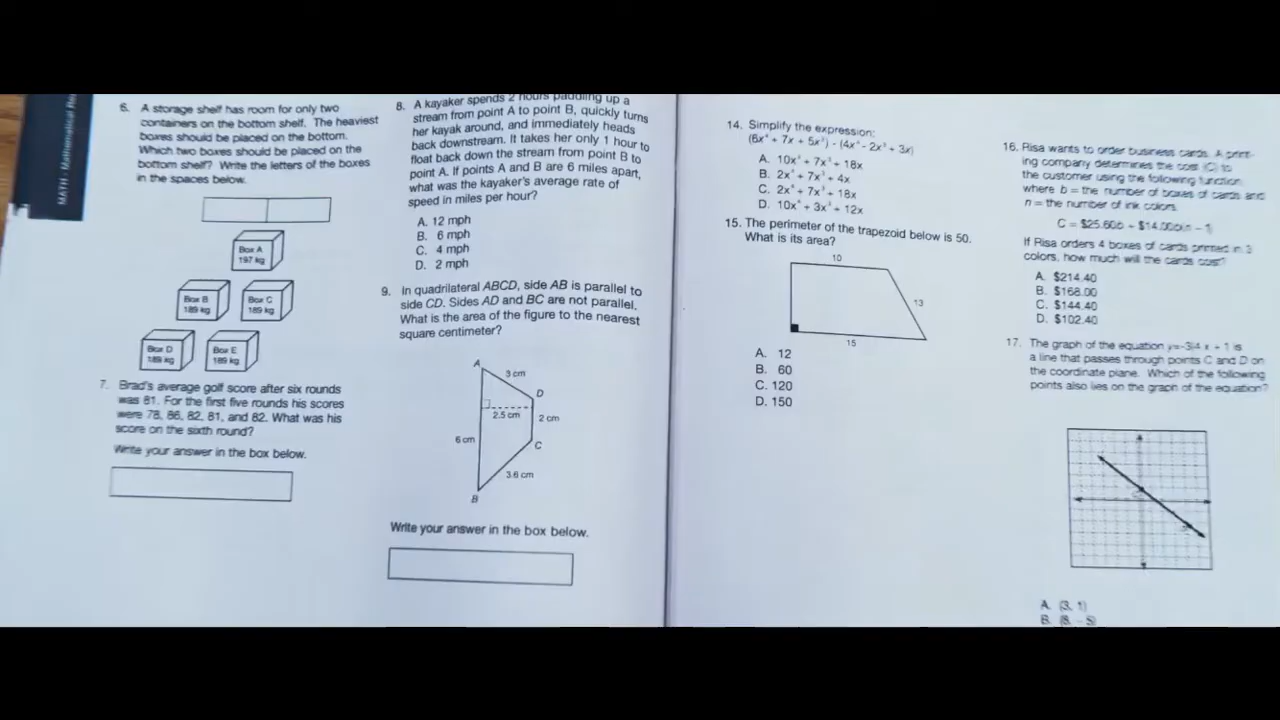 MATH - Mathematical
6. A storage shelf has room for only two
containers on the bottom shelf. The heaviest
boxes should be placed on the bottom.
Which two boxes should be placed on the
bottom shelf? Write the letters of the boxes
in the spaces below.
Box A
197 kg
Box B
189 kg
Box C
189 kg
Box D
189 kg
Box E
189 kg
7. Brad's average golf score after six rounds
was 81. For the first five rounds his scores
were 78, 86, 82, 81, and 82. What was his
score on the sixth round?
Write your answer in the box below.
8. A kayaker spends 2 hours paddling up a
stream from point A to point B, quickly turns
her kayak around, and immediately heads
back downstream. It takes her only 1 hour to
float back down the stream from point B to
point A. If points A and B are 6 miles apart,
what was the kayaker's average rate of
speed in miles per hour?
A. 12 mph
B. 6 mph
C. 4 mph
D. 2 mph
9. In quadrilateral ABCD, side AB is parallel to
side CD. Sides AD and BC are not parallel.
What is the area of the figure to the nearest
square centimeter?
A
3 cm
D
2.5 cm
2 cm
6 cm
C
3.6 cm
B
Write your answer in the box below.
14. Simplify the expression:
A.
B.
C.
D.
15. The perimeter of the trapezoid below is 50.
What is its area?
10
13
15
A. 12
B. 60
C. 120
D. 150
16. Risa wants to order business cards. A print-
ing company determines the cost (C) to
the customer using the following function
where b = the number of boxes of cards and
n = the number of ink colors.
C = $25.60b + $14.00b(n - 1)
If Risa orders 4 boxes of cards printed in 3
colors, how much will the cards cost?
A. $214.40
B. $168.00
C. $144.40
D. $102.40
17. The graph of the equation y=-3/4 x + 1 is
a line that passes through points C and D on
the coordinate plane. Which of the following
points also lies on the graph of the equation?
A. (3, 1)
B. (8, - 5)